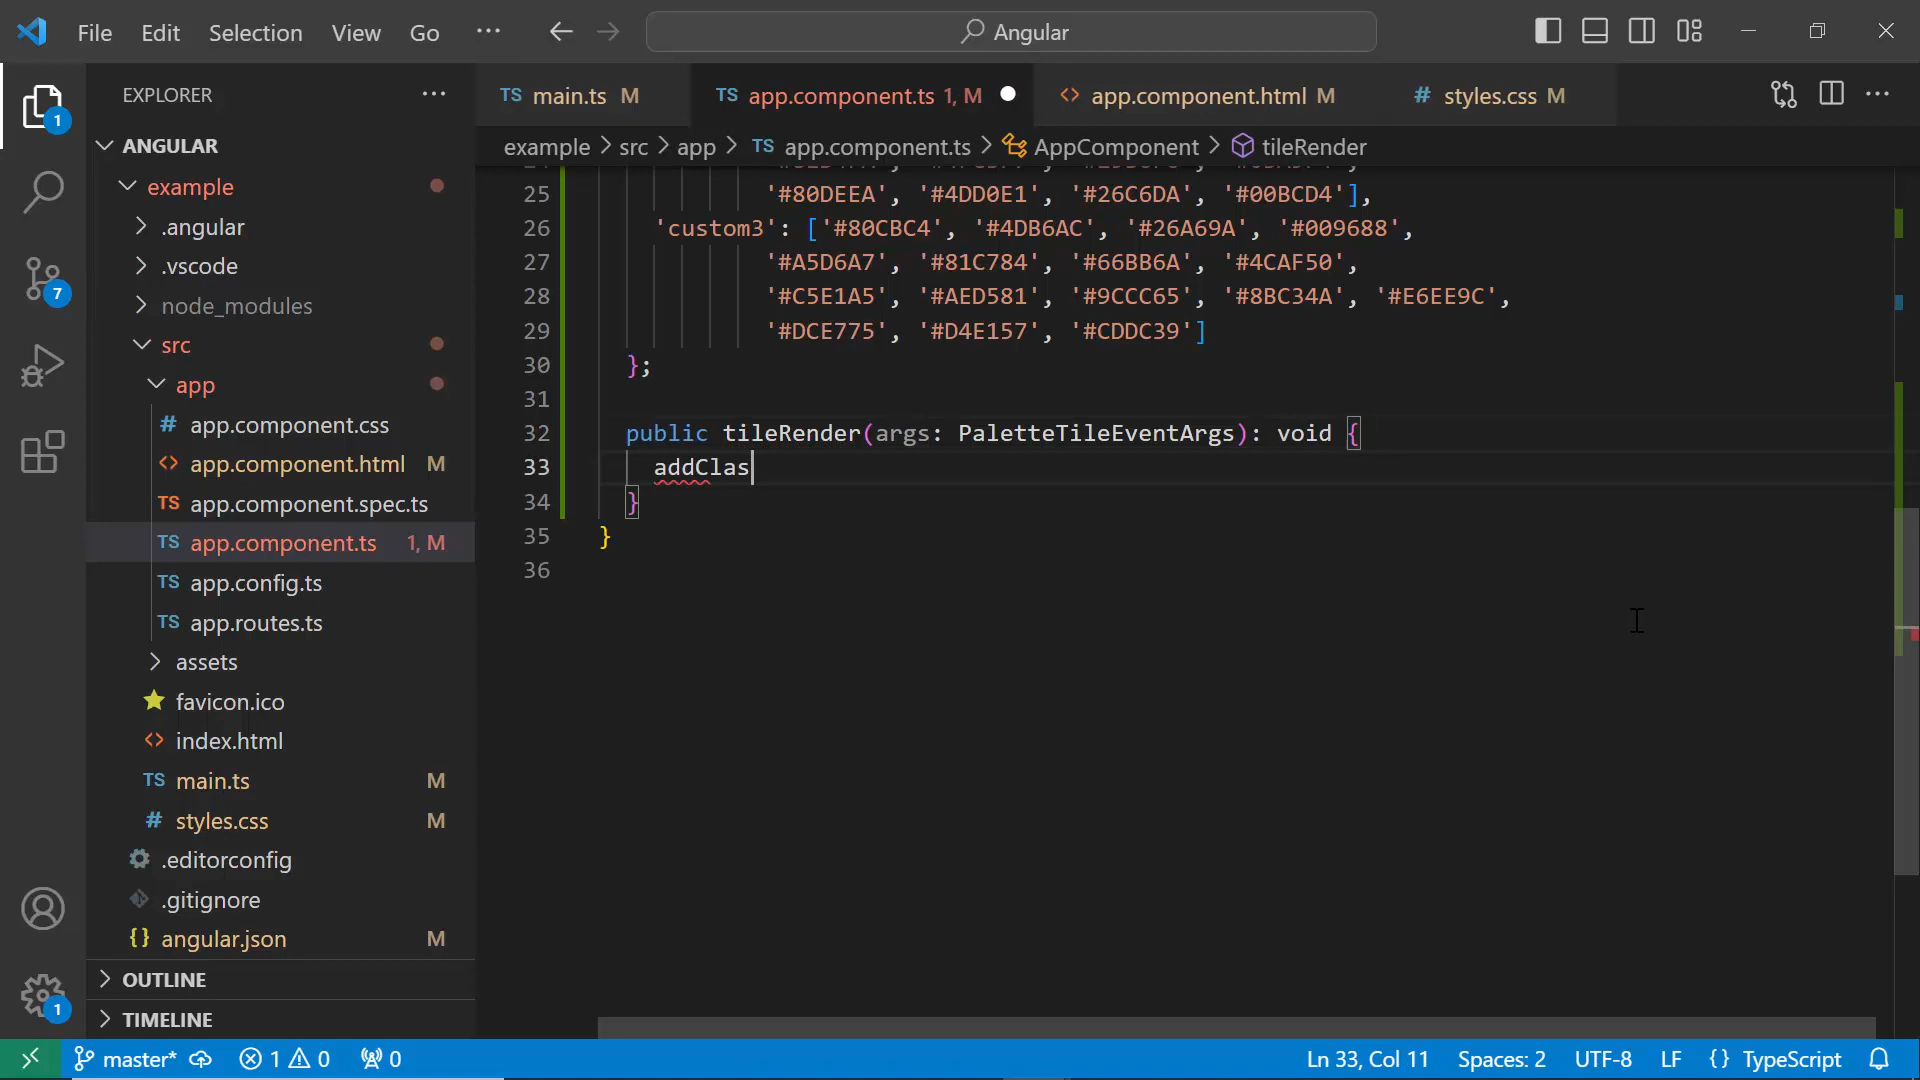 File Edit Selection View Go ··· Angular
EXPLORER ···
TS main.ts M
TS app.component.ts 1, M
<> app.component.html M
# styles.css M
···
example > src > app > TS app.component.ts > AppComponent > tileRender
ANGULAR
example
.angular
.vscode
node_modules
src
app
# app.component.css
<> app.component.html M
TS app.component.spec.ts
TS app.component.ts 1, M
TS app.config.ts
TS app.routes.ts
assets
favicon.ico
<> index.html
TS main.ts M
# styles.css M
.editorconfig
.gitignore
{} angular.json M
OUTLINE
TIMELINE
1
7
1
25 '#80DEEA', '#4DD0E1', '#26C6DA', '#00BCD4'],
26 'custom3': ['#80CBC4', '#4DB6AC', '#26A69A', '#009688',
27 '#A5D6A7', '#81C784', '#66BB6A', '#4CAF50',
28 '#C5E1A5', '#AED581', '#9CCC65', '#8BC34A', '#E6EE9C',
29 '#DCE775', '#D4E157', '#CDDC39']
30 };
31
32 public tileRender(args: PaletteTileEventArgs): void {
33 addClas
34 }
35 }
36
master* 1 0 0 Ln 33, Col 11 Spaces: 2 UTF-8 LF {} TypeScript